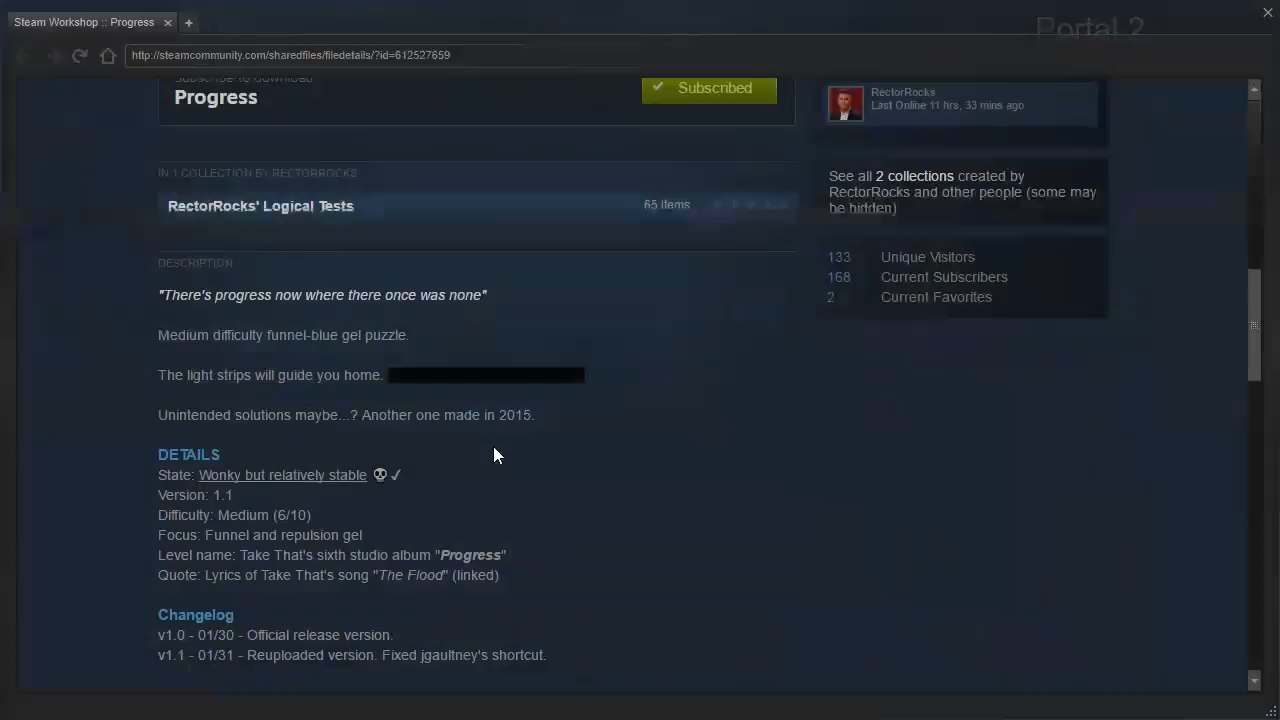 Steam Workshop :: Progress
Portal 2
http://steamcommunity.com/sharedfiles/filedetails/?id=612527659
Subscribe to download
Progress
Subscribed
RectorRocks
Last Online 11 hrs, 33 mins ago
IN 1 COLLECTION BY RECTORROCKS
RectorRocks' Logical Tests
65 items
See all 2 collections created by
RectorRocks and other people (some may
be hidden)
133 Unique Visitors
168 Current Subscribers
2 Current Favorites
DESCRIPTION
"There's progress now where there once was none"
Medium difficulty funnel-blue gel puzzle.
The light strips will guide you home.
Unintended solutions maybe...? Another one made in 2015.
DETAILS
State: Wonky but relatively stable 💀✓
Version: 1.1
Difficulty: Medium (6/10)
Focus: Funnel and repulsion gel
Level name: Take That's sixth studio album "Progress"
Quote: Lyrics of Take That's song "The Flood" (linked)
Changelog
v1.0 - 01/30 - Official release version.
v1.1 - 01/31 - Reuploaded version. Fixed jgaultney's shortcut.